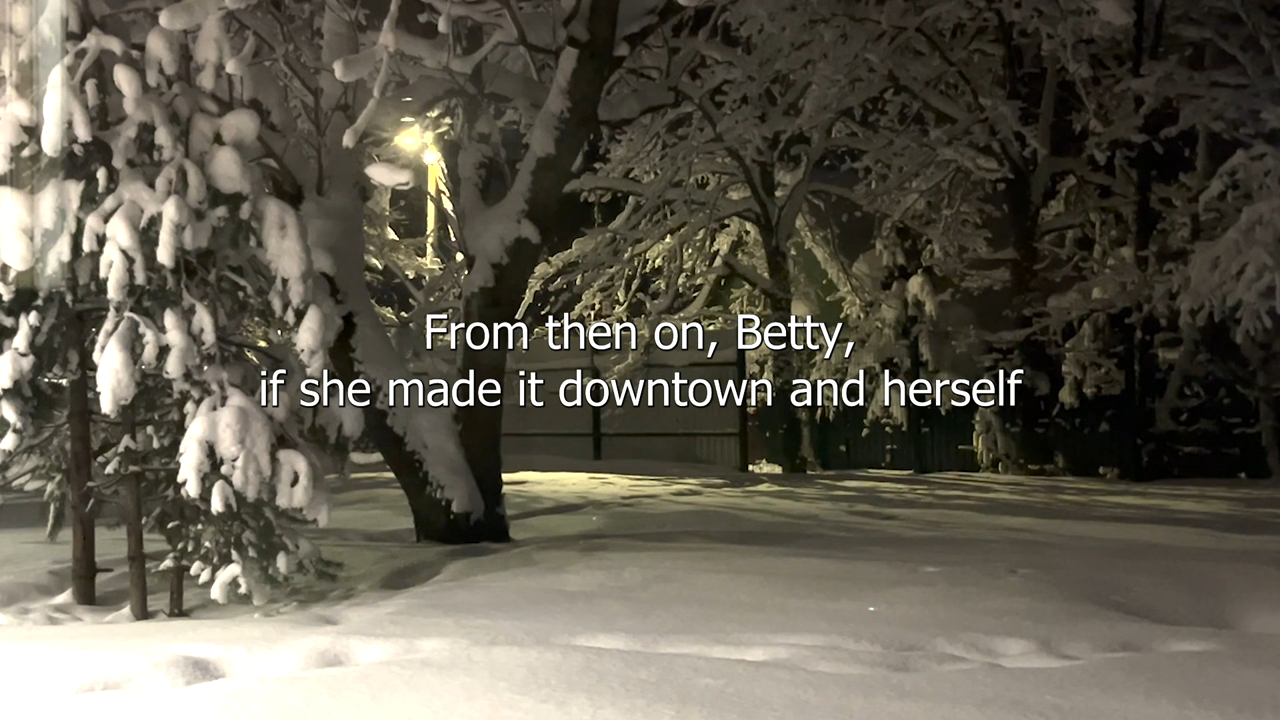 From then on, Betty,
if she made it downtown and herself